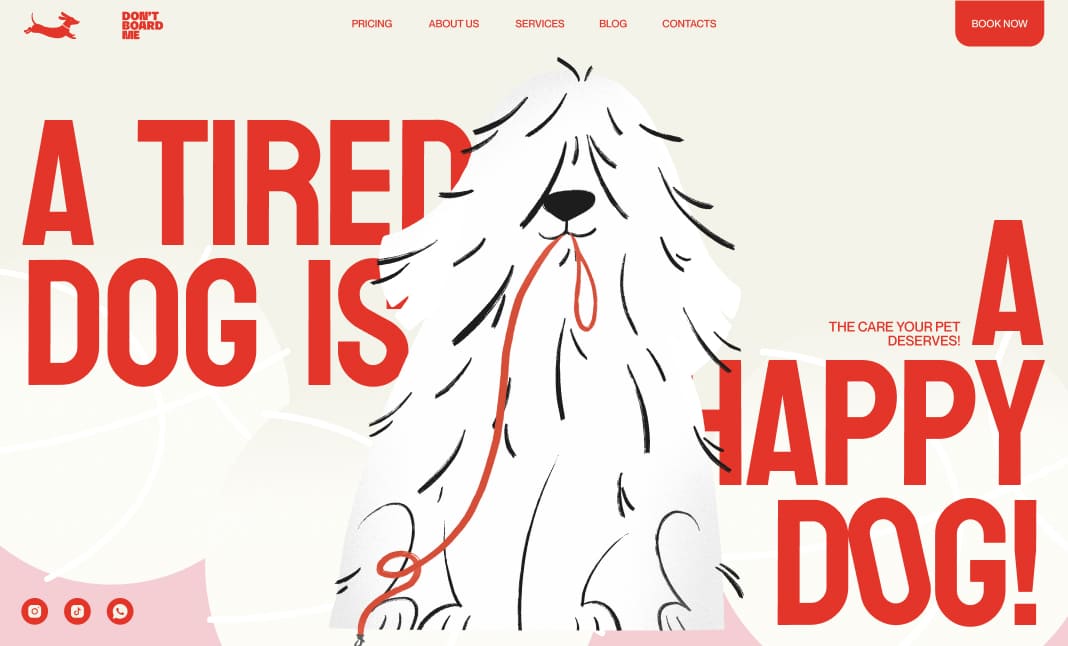 DON'T
BOARD
ME
PRICING
ABOUT US
SERVICES
BLOG
CONTACTS
BOOK NOW
A TIRED
DOG IS
THE CARE YOUR PET
DESERVES!
A
HAPPY
DOG!